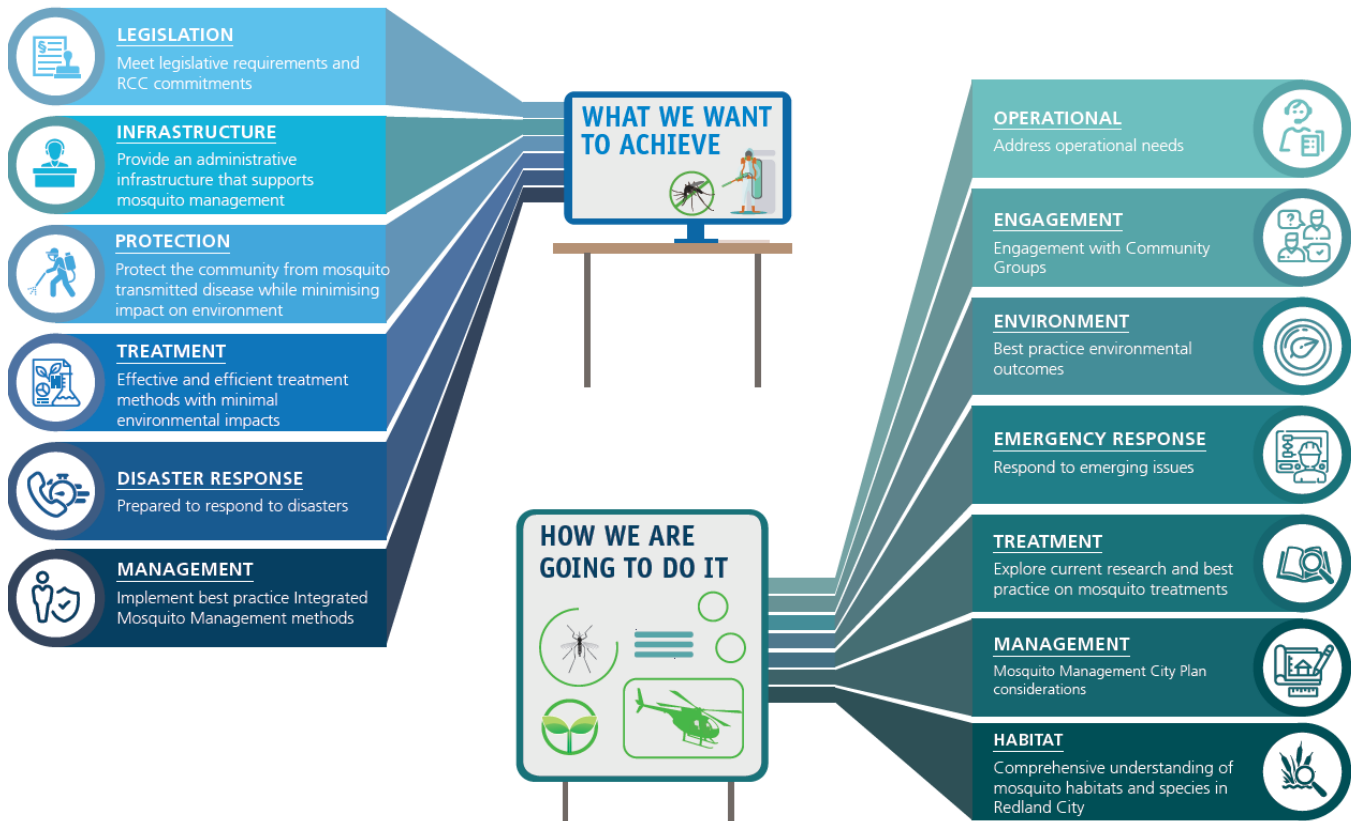 LEGISLATION
Meet legislative requirements and
RCC commitments
INFRASTRUCTURE
Provide an administrative
infrastructure that supports
mosquito management
PROTECTION
Protect the community from mosquito
transmitted disease while minimising
impact on environment
TREATMENT
Effective and efficient treatment
methods with minimal
environmental impacts
DISASTER RESPONSE
Prepared to respond to disasters
MANAGEMENT
Implement best practice Integrated
Mosquito Management methods
WHAT WE WANT
TO ACHIEVE
HOW WE ARE
GOING TO DO IT
OPERATIONAL
Address operational needs
ENGAGEMENT
Engagement with Community
Groups
ENVIRONMENT
Best practice environmental
outcomes
EMERGENCY RESPONSE
Respond to emerging issues
TREATMENT
Explore current research and best
practice on mosquito treatments
MANAGEMENT
Mosquito Management City Plan
considerations
HABITAT
Comprehensive understanding of
mosquito habitats and species in
Redland City